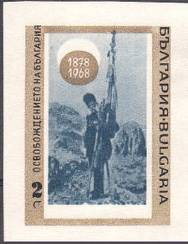 1878
1968
2 СТ
ОСВОБОЖДЕНИЕТО НА БЪЛГАРИЯ
БЪЛГАРИЯ·BULGARIA